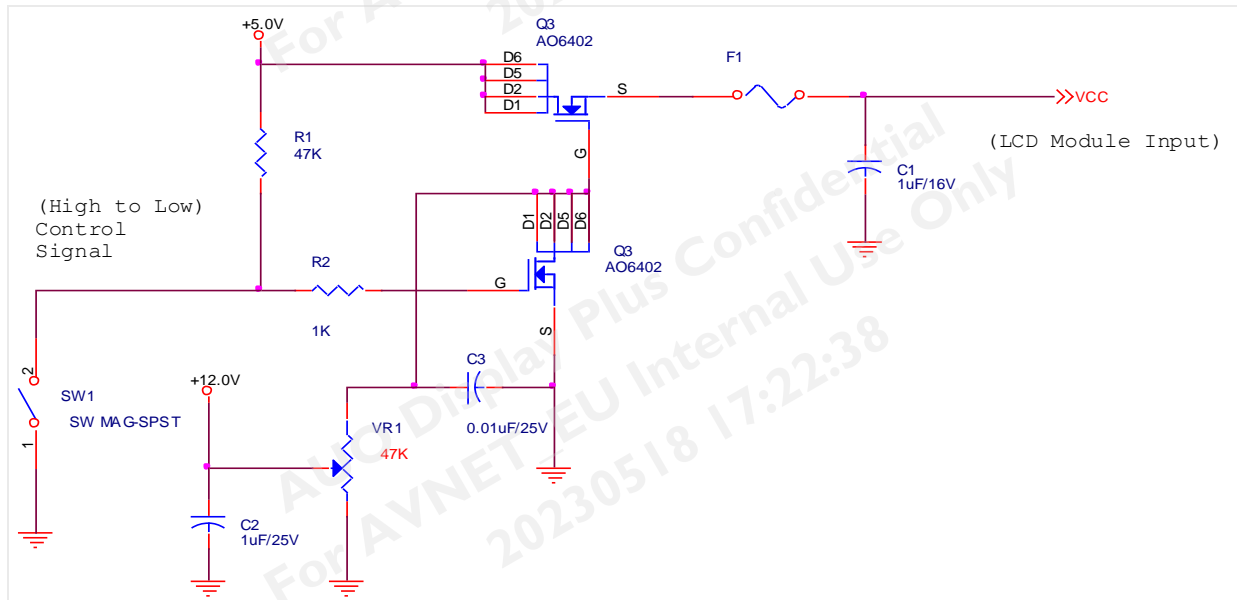 For A
202
+5.0V
Q3
AO6402
D6
D5
D2
D1
S
G
F1
VCC
(LCD Module Input)
R1
47K
C1
1uF/16V
(High to Low)
Control
Signal
D1
D2
D5
D6
Q3
AO6402
R2
1K
G
S
2
1
SW1
SW MAG-SPST
+12.0V
C3
0.01uF/25V
VR1
47K
C2
1uF/25V
AUO Display Plus Confidential
For AVNET_EU Internal Use Only
20230518 17:22:38